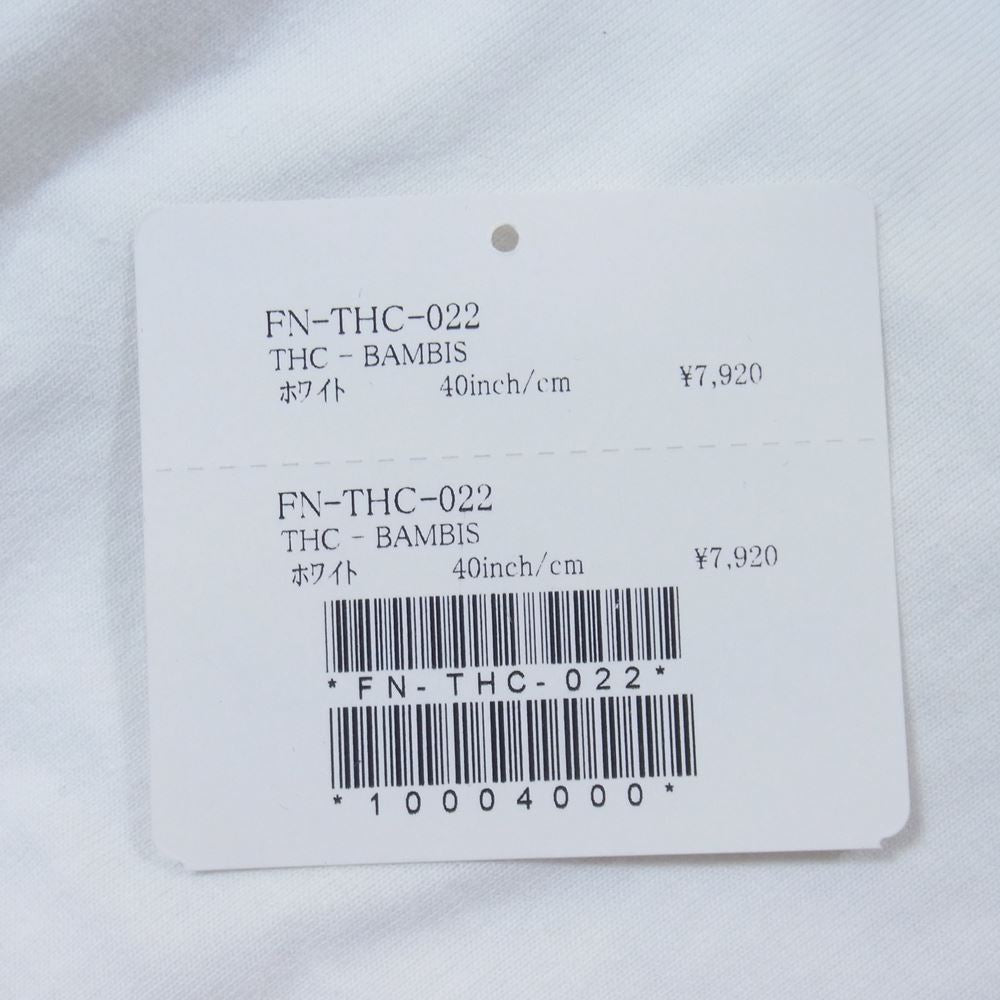 FN-THC-022
THC - BAMBIS
ﾎﾜｲﾄ 40inch/cm ¥7,920
FN-THC-022
THC - BAMBIS
ﾎﾜｲﾄ 40inch/cm ¥7,920
*FN-THC-022*
*10004000*